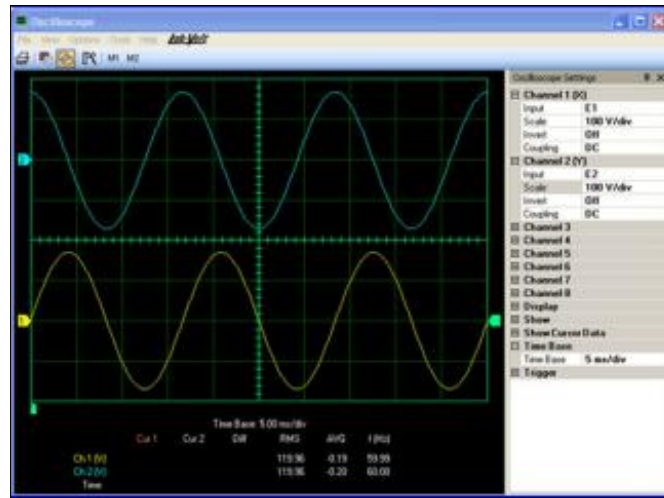 Oscilloscope
File View Options Tools Help
M1 M2
Oscilloscope Settings
Channel 1 (X)
Input E1
Scale 100 V/div
Invert Off
Coupling DC
Channel 2 (Y)
Input E2
Scale 100 V/div
Invert Off
Coupling DC
Channel 3
Channel 4
Channel 5
Channel 6
Channel 7
Channel 8
Display
Show
Show Cursor Data
Time Base
Time Base 5 ms/div
Trigger
Time Base 5.00 ms/div
Cur 1 Cur 2 Diff RMS AVG f (Hz)
Ch 1 (V) 119.96 -0.19 59.99
Ch 2 (V) 119.96 -0.20 60.00
Time